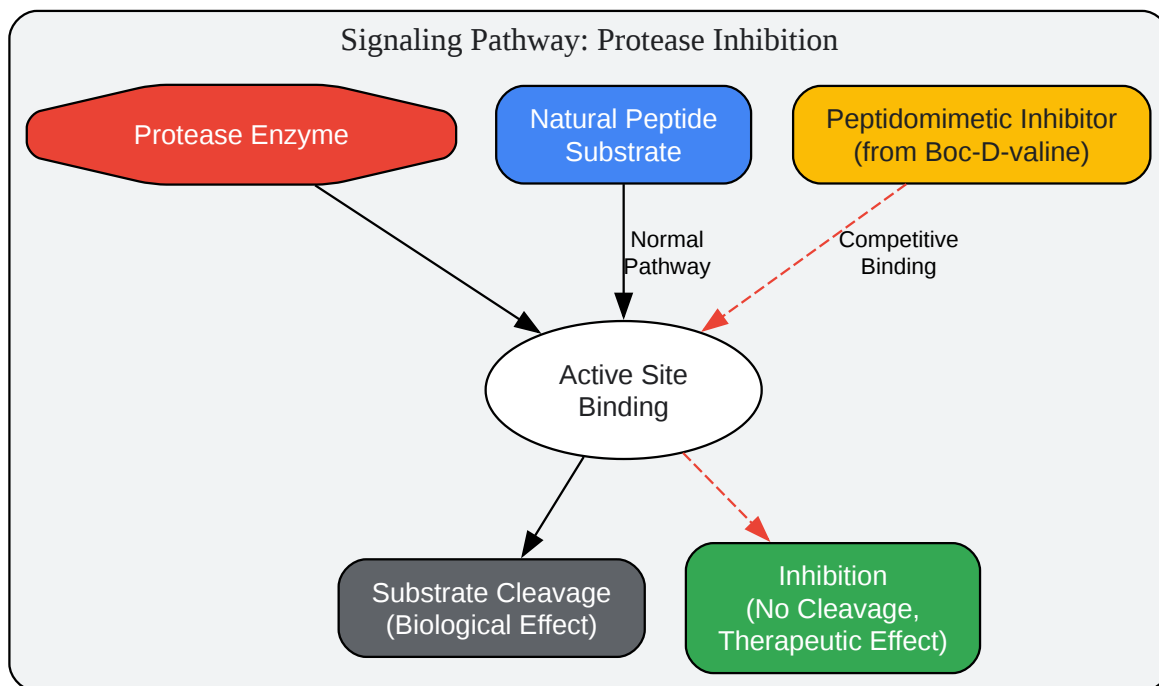 Signaling Pathway: Protease Inhibition
Protease Enzyme
Natural Peptide
Substrate
Peptidomimetic Inhibitor
(from Boc-D-valine)
Normal
Pathway
Competitive
Binding
Active Site
Binding
Substrate Cleavage
(Biological Effect)
Inhibition
(No Cleavage,
Therapeutic Effect)